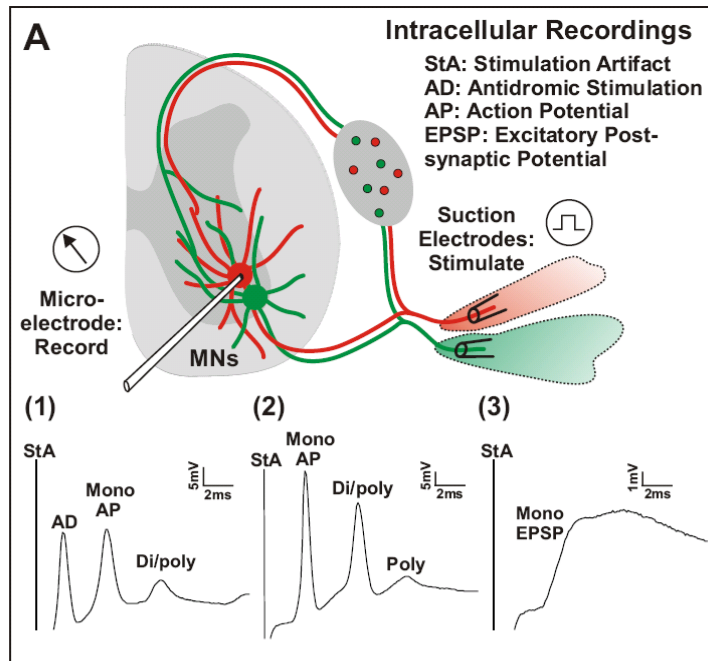 A
Intracellular Recordings
StA: Stimulation Artifact
AD: Antidromic Stimulation
AP: Action Potential
EPSP: Excitatory Post-
synaptic Potential
Suction
Electrodes:
Stimulate
Micro-
electrode:
Record
MNs
(1)
StA
AD
Mono
AP
Di/poly
5mV
2ms
(2)
StA
Mono
AP
Di/poly
Poly
5mV
2ms
(3)
StA
Mono
EPSP
1mV
2ms